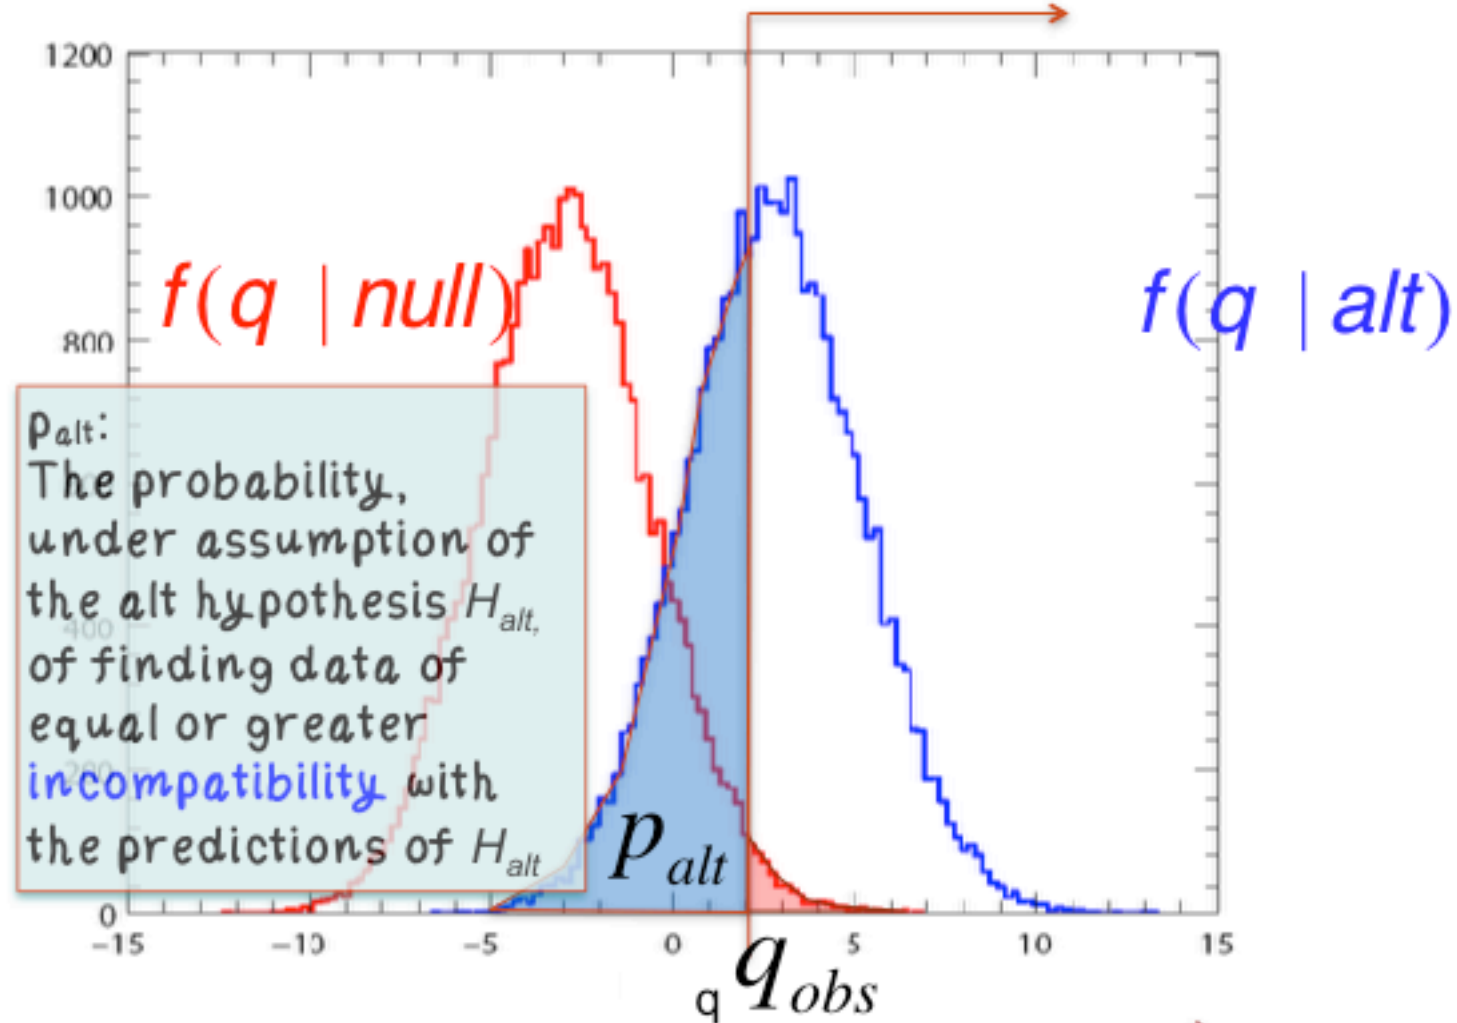 1200
1000
800
400
200
0
f(q | null)
f(q | alt)
palt:
The probability,
under assumption of
the alt hypothesis Halt,
of finding data of
equal or greater
incompatibility with
the predictions of Halt
palt
−15
−10
−5
0
5
10
15
q
qobs